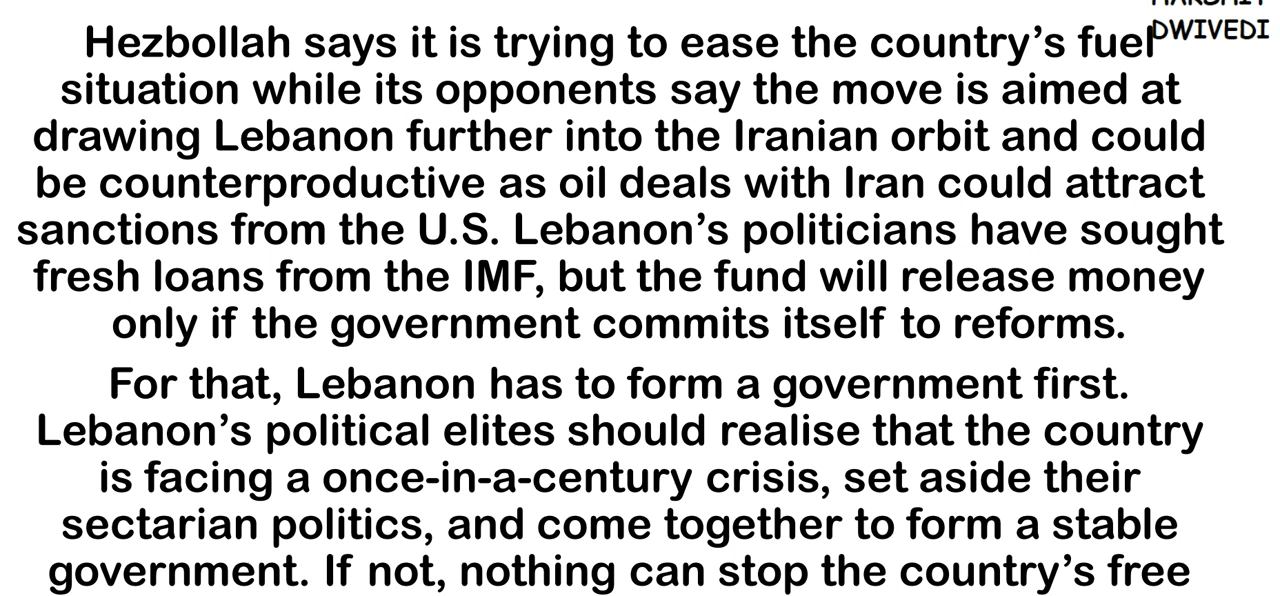 DWIVEDI
Hezbollah says it is trying to ease the country’s fuel
situation while its opponents say the move is aimed at
drawing Lebanon further into the Iranian orbit and could
be counterproductive as oil deals with Iran could attract
sanctions from the U.S. Lebanon’s politicians have sought
fresh loans from the IMF, but the fund will release money
only if the government commits itself to reforms.
For that, Lebanon has to form a government first.
Lebanon’s political elites should realise that the country
is facing a once-in-a-century crisis, set aside their
sectarian politics, and come together to form a stable
government. If not, nothing can stop the country’s free